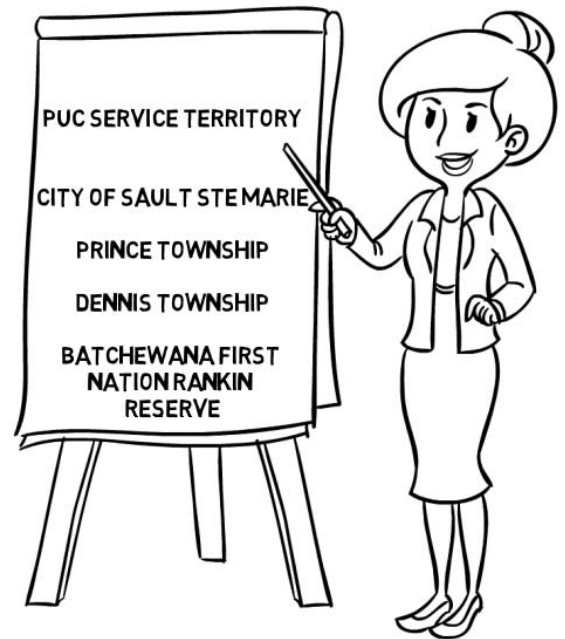 PUC SERVICE TERRITORY
CITY OF SAULT STE MARIE
PRINCE TOWNSHIP
DENNIS TOWNSHIP
BATCHEWANA FIRST
NATION RANKIN
RESERVE